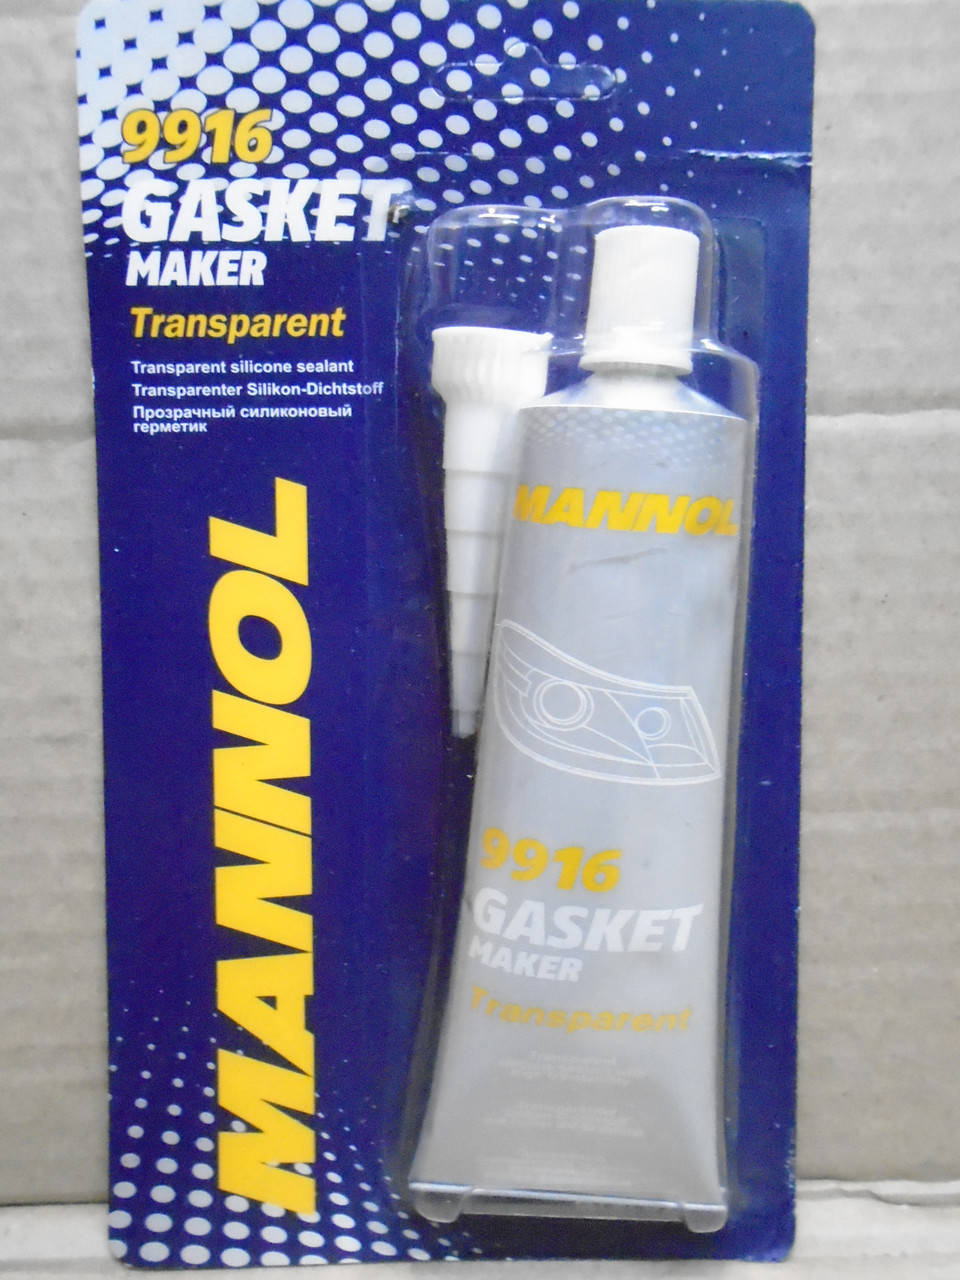 9916
GASKET
MAKER
Transparent
Transparent silicone sealant
Transparenter Silikon-Dichtstoff
Прозрачный силиконовый
герметик
MANNOL
MANNOL
9916
GASKET
MAKER
Transparent